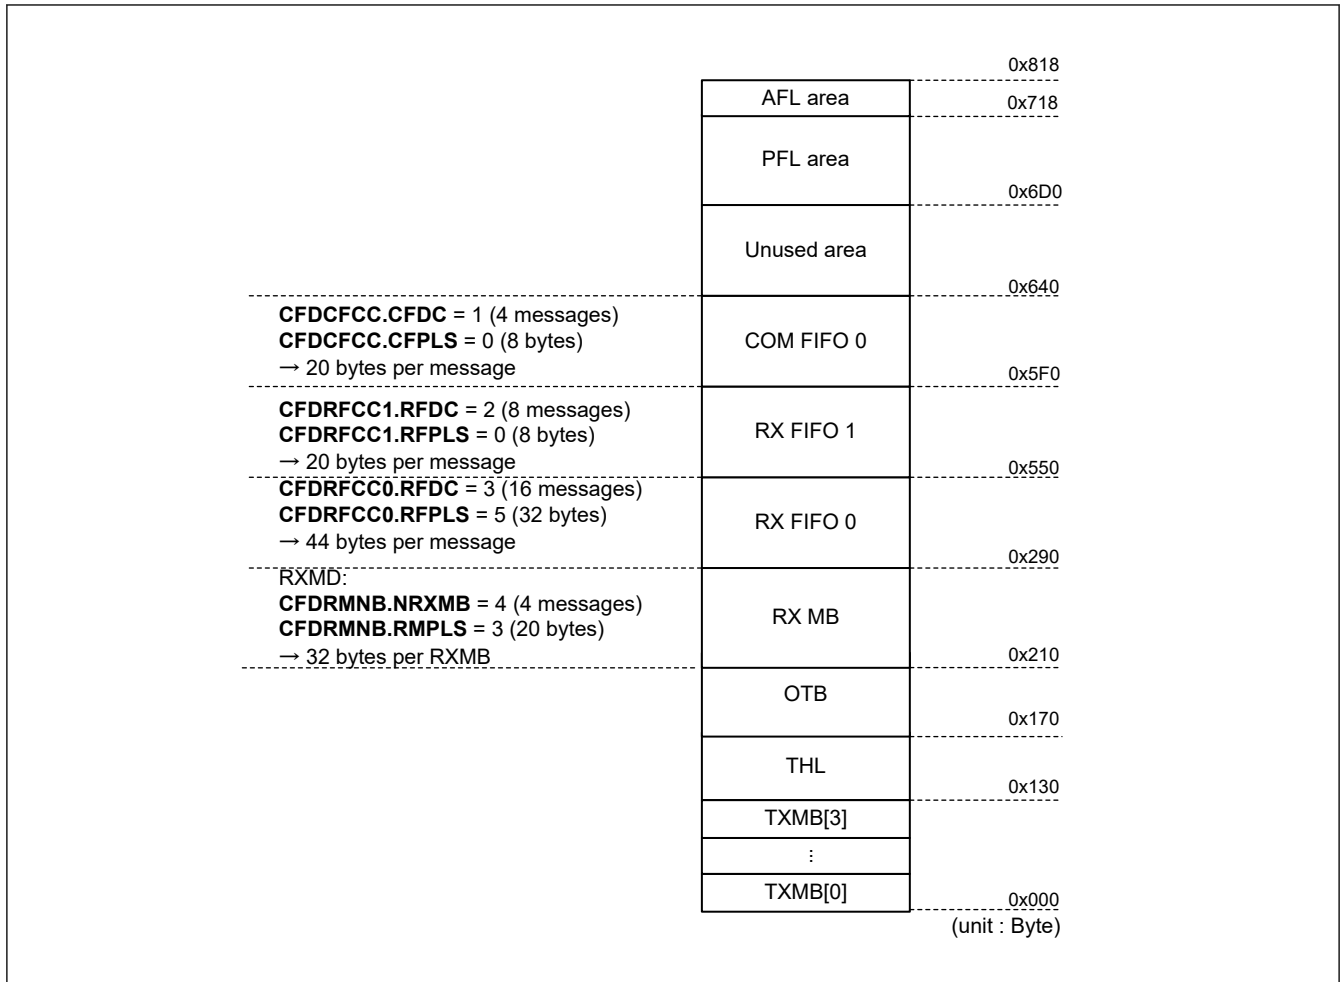 0x818
AFL area
0x718
PFL area
0x6D0
Unused area
0x640
CFDCFCC.CFDC = 1 (4 messages)
CFDCFCC.CFPLS = 0 (8 bytes)
→ 20 bytes per message
COM FIFO 0
0x5F0
CFDRFCC1.RFDC = 2 (8 messages)
CFDRFCC1.RFPLS = 0 (8 bytes)
→ 20 bytes per message
RX FIFO 1
0x550
CFDRFCC0.RFDC = 3 (16 messages)
CFDRFCC0.RFPLS = 5 (32 bytes)
→ 44 bytes per message
RX FIFO 0
0x290
RXMD:
CFDRMNB.NRXMB = 4 (4 messages)
CFDRMNB.RMPLS = 3 (20 bytes)
→ 32 bytes per RXMB
RX MB
0x210
OTB
0x170
THL
0x130
TXMB[3]
⋮
TXMB[0]
0x000
(unit : Byte)